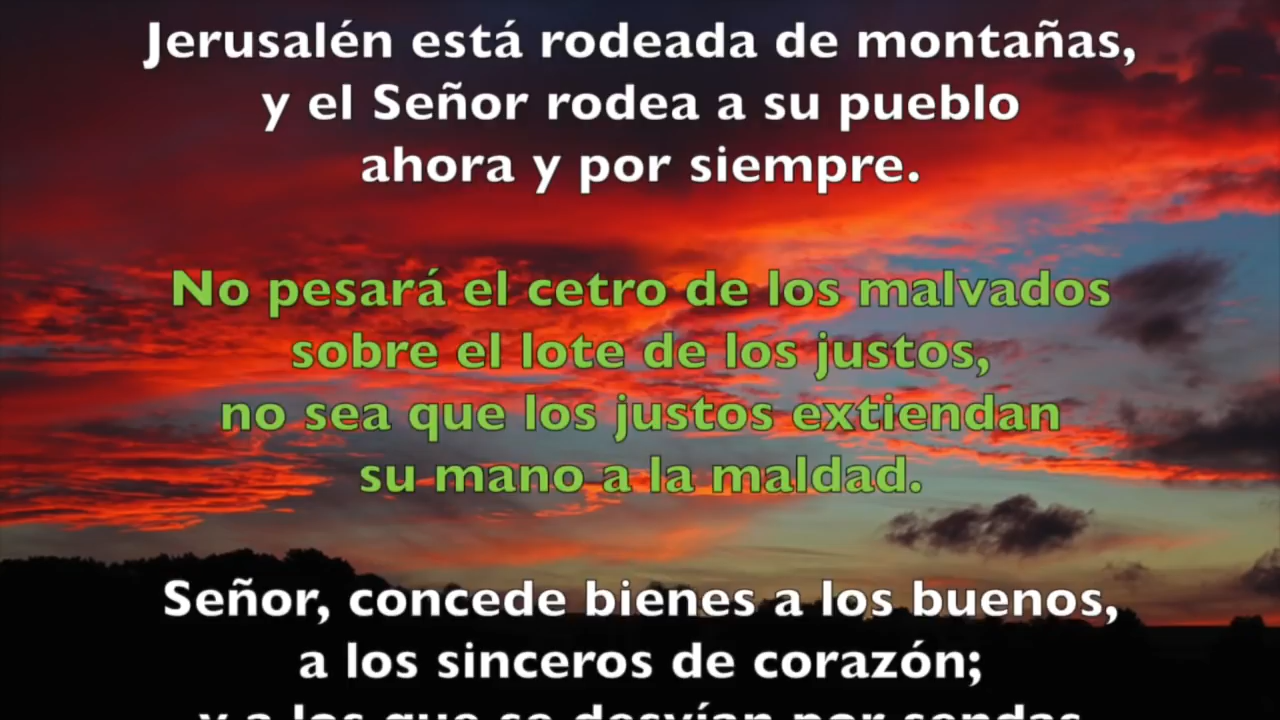 Jerusalén está rodeada de montañas,
y el Señor rodea a su pueblo
ahora y por siempre.
No pesará el cetro de los malvados
sobre el lote de los justos,
no sea que los justos extiendan
su mano a la maldad.
Señor, concede bienes a los buenos,
a los sinceros de corazón;
y a los que se desvían por sendas